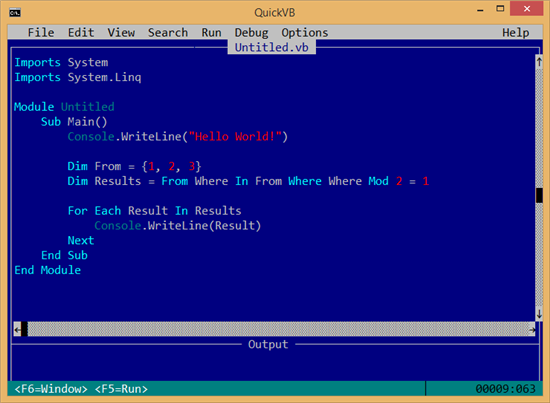 QuickVB
File Edit View Search Run Debug Options Help
Untitled.vb
Imports System
Imports System.Linq
Module Untitled
    Sub Main()
        Console.WriteLine("Hello World!")
        Dim From = {1, 2, 3}
        Dim Results = From Where In From Where Where Mod 2 = 1
        For Each Result In Results
            Console.WriteLine(Result)
        Next
    End Sub
End Module
Output
<F6=Window> <F5=Run> 00009:063